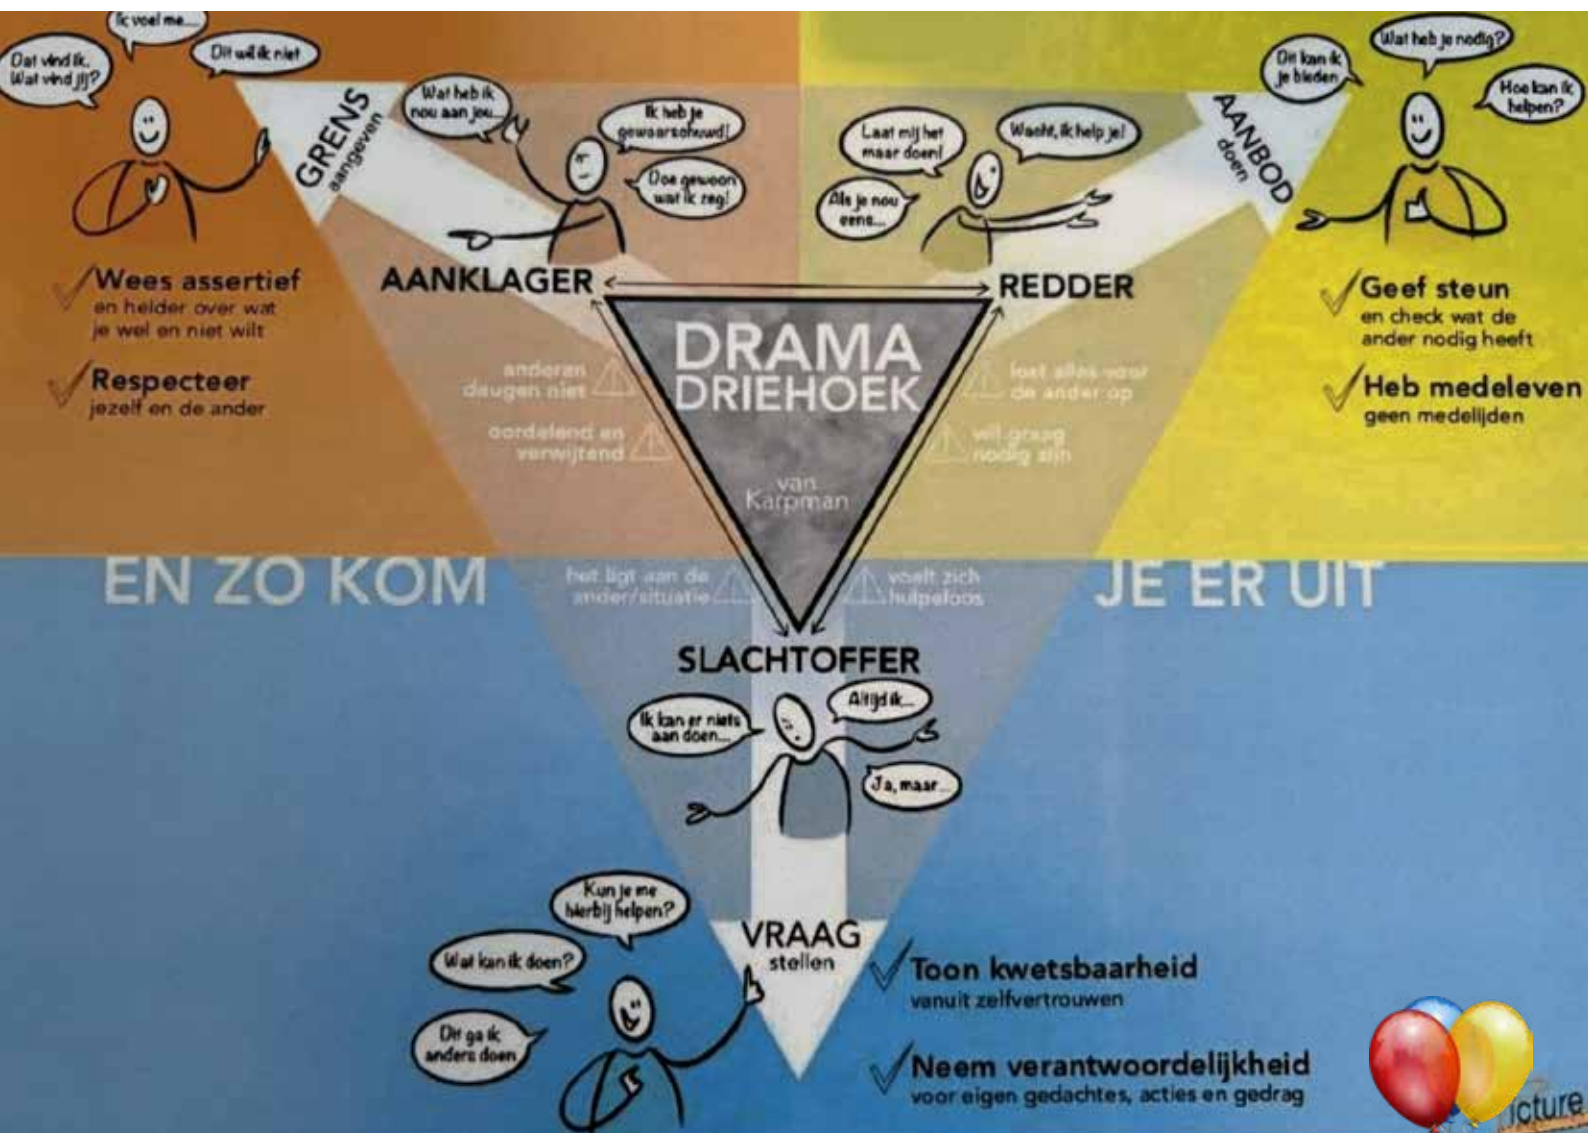 Ik voel me...
Dat vind ik.
Wat vind jij?
Dit wil ik niet
GRENS
aangeven
Wees assertief
en helder over wat
je wel en niet wilt
Respecteer
jezelf en de ander
Wat heb ik
nou aan jou...
Ik heb je
gewaarschuwd!
Doe gewoon
wat ik zeg!
AANKLAGER
anderen
deugen niet
oordelend en
verwijtend
Laat mij het
maar doen!
Wacht, ik help je!
Als je nou
eens...
REDDER
lost alles voor
de ander op
wil graag
nodig zijn
AANBOD
doen
Dit kan ik
je bieden
Wat heb je nodig?
Hoe kan ik
helpen?
Geef steun
en check wat de
ander nodig heeft
Heb medeleven
geen medelijden
DRAMA
DRIEHOEK
van
Karpman
EN ZO KOM
JE ER UIT
het ligt aan de
ander/situatie
voelt zich
hulpeloos
SLACHTOFFER
Ik kan er niets
aan doen...
Altijd ik...
Ja, maar...
VRAAG
stellen
Kun je me
hierbij helpen?
Wat kan ik doen?
Dit ga ik
anders doen
Toon kwetsbaarheid
vanuit zelfvertrouwen
Neem verantwoordelijkheid
voor eigen gedachtes, acties en gedrag
icture